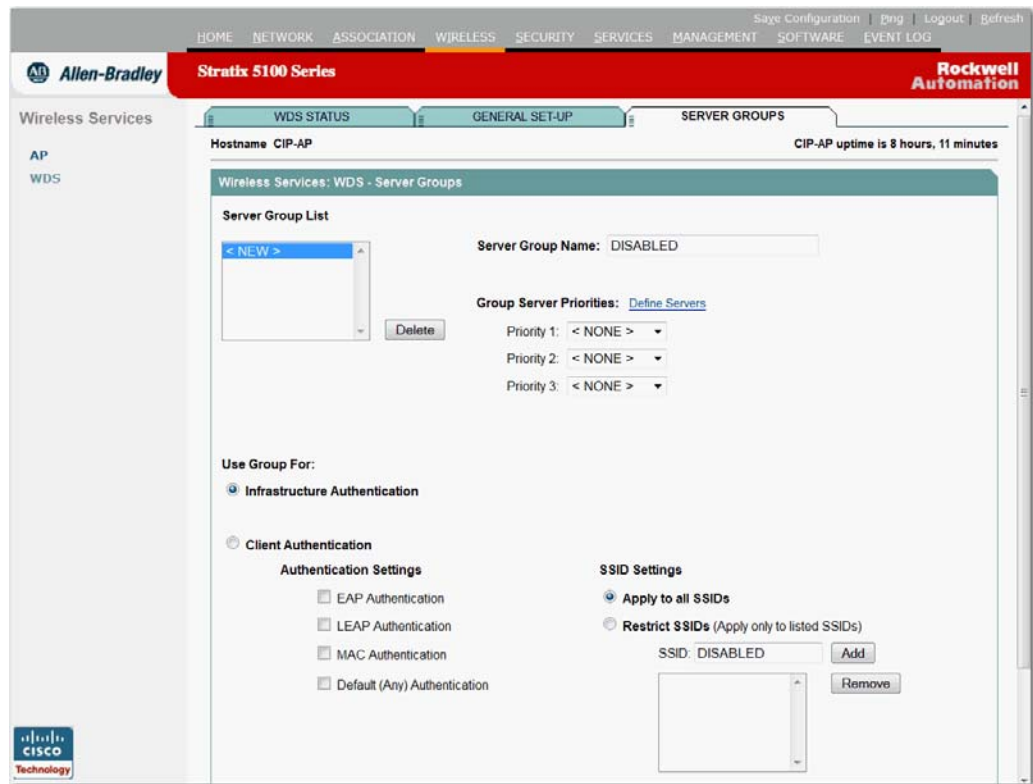 Save Configuration | Ping | Logout | Refresh
HOME NETWORK ASSOCIATION WIRELESS SECURITY SERVICES MANAGEMENT SOFTWARE EVENT LOG
AB Allen-Bradley
Stratix 5100 Series
Rockwell
Automation
Wireless Services
AP
WDS
WDS STATUS GENERAL SET-UP SERVER GROUPS
Hostname CIP-AP
CIP-AP uptime is 8 hours, 11 minutes
Wireless Services: WDS - Server Groups
Server Group List
< NEW >
Delete
Server Group Name: DISABLED
Group Server Priorities: Define Servers
Priority 1: < NONE >
Priority 2: < NONE >
Priority 3: < NONE >
Use Group For:
Infrastructure Authentication
Client Authentication
Authentication Settings
EAP Authentication
LEAP Authentication
MAC Authentication
Default (Any) Authentication
SSID Settings
Apply to all SSIDs
Restrict SSIDs (Apply only to listed SSIDs)
SSID: DISABLED Add
Remove
CISCO
Technology